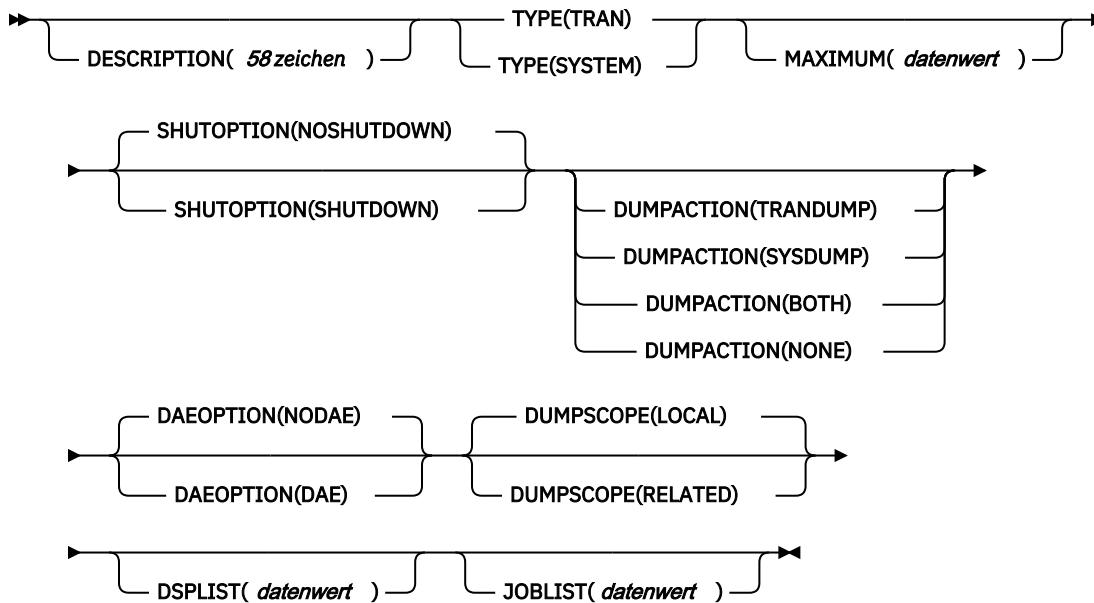 TYPE(TRAN)
DESCRIPTION( 58 zeichen )
TYPE(SYSTEM)
MAXIMUM( datenwert )
SHUTOPTION(NOSHUTDOWN)
SHUTOPTION(SHUTDOWN)
DUMPACTION(TRANDUMP)
DUMPACTION(SYSDUMP)
DUMPACTION(BOTH)
DUMPACTION(NONE)
DAEOPTION(NODAE)
DAEOPTION(DAE)
DUMPSCOPE(LOCAL)
DUMPSCOPE(RELATED)
DSPLIST( datenwert )
JOBLIST( datenwert )